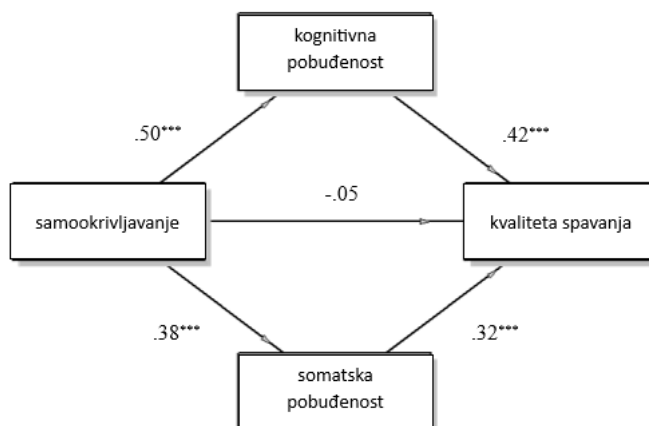 kognitivna
pobuđenost
.50***
.42***
samookrivljavanje
-.05
kvaliteta spavanja
.38***
.32***
somatska
pobuđenost